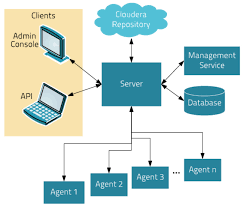 Clients
Admin
Console
API
Cloudera
Repository
Server
Management
Service
Database
Agent 1
Agent 2
Agent 3
...
Agent n